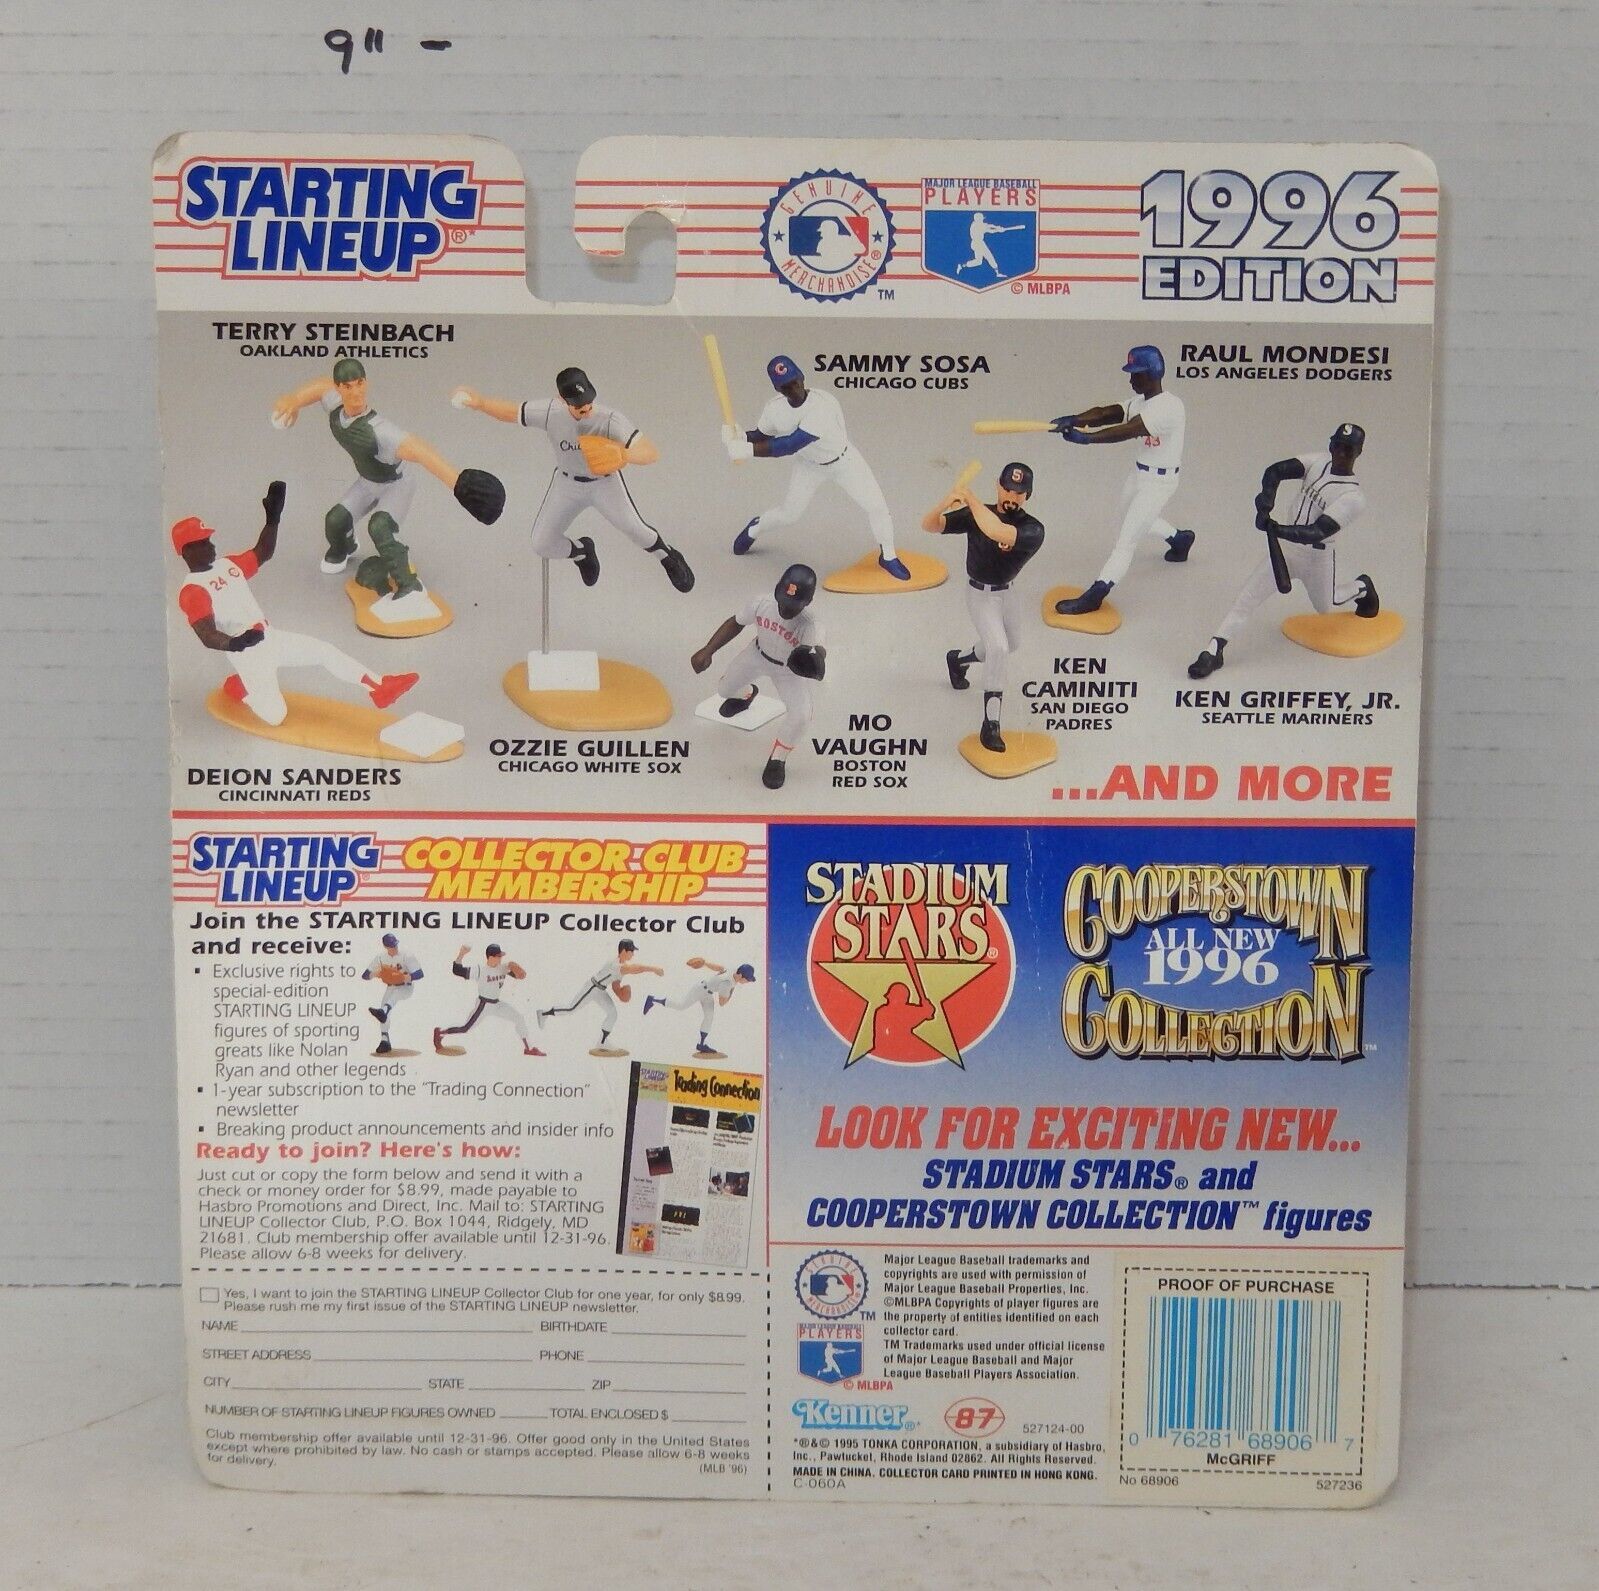 9" -
STARTING
LINEUP®*
GENUINE
MERCHANDISE
®
TM
MAJOR LEAGUE BASEBALL
PLAYERS
© MLBPA
1996
EDITION
TERRY STEINBACH
OAKLAND ATHLETICS
SAMMY SOSA
CHICAGO CUBS
RAUL MONDESI
LOS ANGELES DODGERS
C
S
Chic
43
24 C
B
BOSTON
DEION SANDERS
CINCINNATI REDS
OZZIE GUILLEN
CHICAGO WHITE SOX
MO
VAUGHN
BOSTON
RED SOX
KEN
CAMINITI
SAN DIEGO
PADRES
KEN GRIFFEY, JR.
SEATTLE MARINERS
...AND MORE
STARTING
LINEUP®
COLLECTOR CLUB
MEMBERSHIP
Join the STARTING LINEUP Collector Club
and receive:
▪ Exclusive rights to
special-edition
STARTING LINEUP
figures of sporting
greats like Nolan
Ryan and other legends
▪ 1-year subscription to the "Trading Connection"
newsletter
▪ Breaking product announcements and insider info
Trading Connection
Ready to join? Here's how:
Just cut or copy the form below and send it with a
check or money order for $8.99, made payable to
Hasbro Promotions and Direct, Inc. Mail to: STARTING
LINEUP Collector Club, P.O. Box 1044, Ridgely, MD
21681. Club membership offer available until 12-31-96.
Please allow 6-8 weeks for delivery.
Yes, I want to join the STARTING LINEUP Collector Club for one year, for only $8.99.
Please rush me my first issue of the STARTING LINEUP newsletter.
NAME BIRTHDATE
STREET ADDRESS PHONE
CITY STATE ZIP
NUMBER OF STARTING LINEUP FIGURES OWNED TOTAL ENCLOSED $
Club membership offer available until 12-31-96. Offer good only in the United States
except where prohibited by law. No cash or stamps accepted. Please allow 6-8 weeks
for delivery.
(MLB '96)
STADIUM
STARS®
COOPERSTOWN
ALL NEW
1996
COLLECTION™
LOOK FOR EXCITING NEW...
STADIUM STARS® and
COOPERSTOWN COLLECTION™ figures
GENUINE
MERCHANDISE
TM
MAJOR LEAGUE BASEBALL
PLAYERS
© MLBPA
Major League Baseball trademarks and
copyrights are used with permission of
Major League Baseball Properties, Inc.
©MLBPA Copyrights of player figures are
the property of entities identified on each
collector card.
TM Trademarks used under official license
of Major League Baseball and Major
League Baseball Players Association.
Kenner®*
87
527124-00
*®&© 1995 TONKA CORPORATION, a subsidiary of Hasbro,
Inc., Pawtucket, Rhode Island 02862. All Rights Reserved.
MADE IN CHINA. COLLECTOR CARD PRINTED IN HONG KONG.
C-060A
PROOF OF PURCHASE
0 76281 68906 7
McGRIFF
No 68906
527236